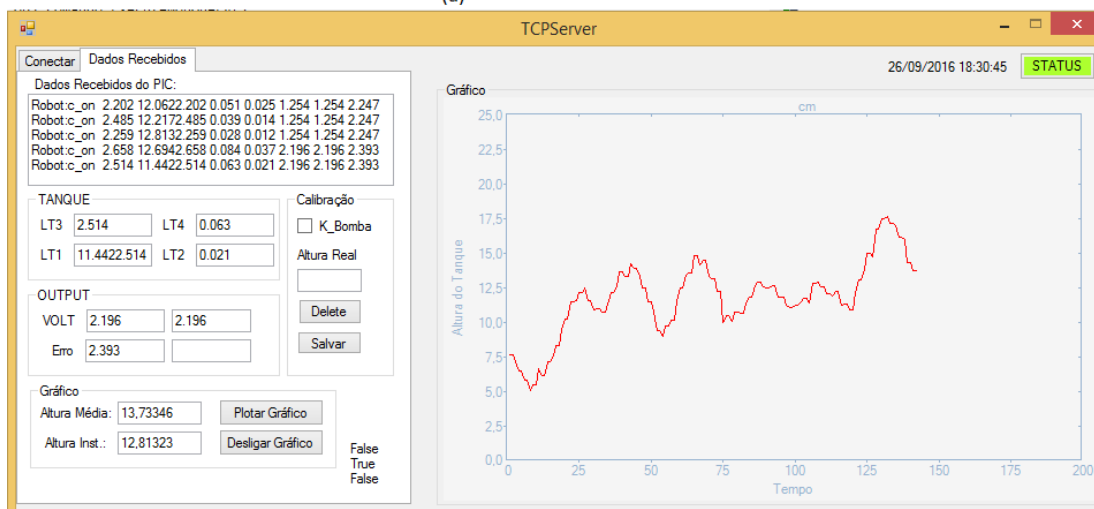 (a)
TCPServer
Conectar Dados Recebidos
26/09/2016 18:30:45 STATUS
Dados Recebidos do PIC:
Robot:c_on 2.202 12.0622.202 0.051 0.025 1.254 1.254 2.247
Robot:c_on 2.485 12.2172.485 0.039 0.014 1.254 1.254 2.247
Robot:c_on 2.259 12.8132.259 0.028 0.012 1.254 1.254 2.247
Robot:c_on 2.658 12.6942.658 0.084 0.037 2.196 2.196 2.393
Robot:c_on 2.514 11.4422.514 0.063 0.021 2.196 2.196 2.393
TANQUE
LT3 2.514 LT4 0.063
LT1 11.4422.514 LT2 0.021
Calibração
K_Bomba
Altura Real
Delete
Salvar
OUTPUT
VOLT 2.196 2.196
Erro 2.393
Gráfico
Altura Média: 13,73346 Plotar Gráfico
Altura Inst.: 12,81323 Desligar Gráfico
False
True
False
Gráfico
cm
25,0
22,5
20,0
17,5
15,0
12,5
10,0
7,5
5,0
2,5
0,0
Altura do Tanque
0 25 50 75 100 125 150 175 200
Tempo